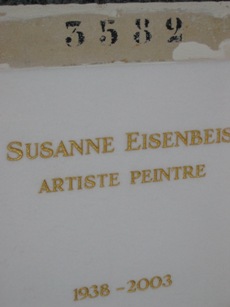 3582
SUSANNE EISENBEIS
ARTISTE PEINTRE
1938-2003